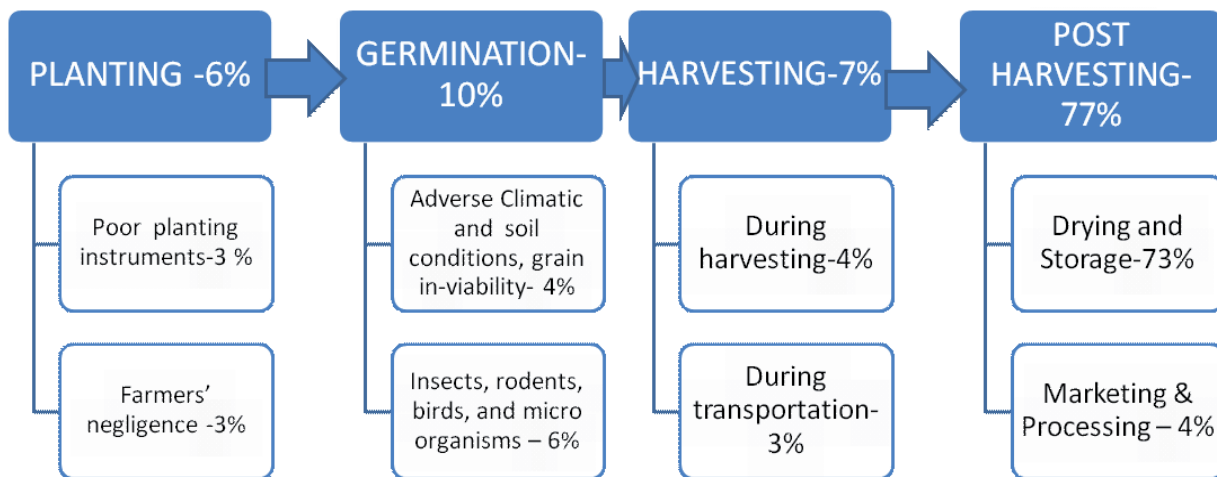 PLANTING -6%
Poor planting
instruments-3 %
Farmers’
negligence -3%
GERMINATION-
10%
Adverse Climatic
and soil
conditions, grain
in-viability- 4%
Insects, rodents,
birds, and micro
organisms – 6%
HARVESTING-7%
During
harvesting-4%
During
transportation-
3%
POST
HARVESTING-
77%
Drying and
Storage-73%
Marketing &
Processing – 4%